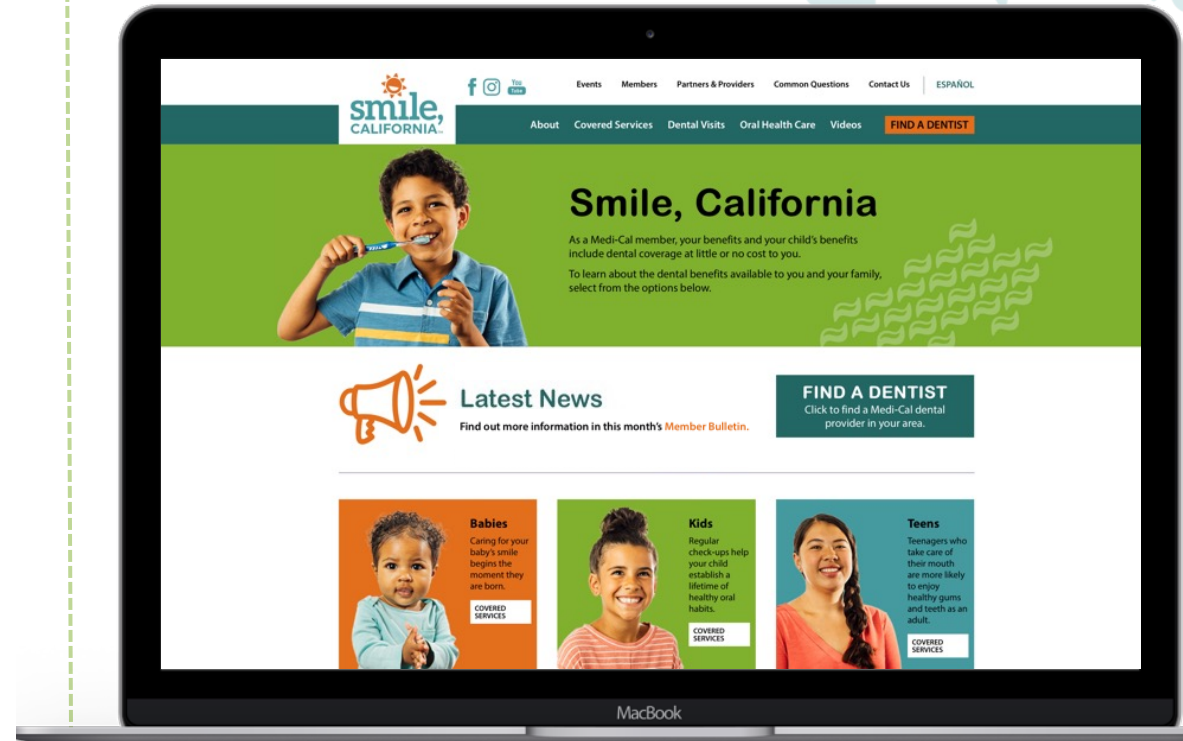 You
Tube
Events Members Partners & Providers Common Questions Contact Us ESPAÑOL
smile,
CALIFORNIA™
About Covered Services Dental Visits Oral Health Care Videos FIND A DENTIST
Smile, California
As a Medi-Cal member, your benefits and your child's benefits
include dental coverage at little or no cost to you.
To learn about the dental benefits available to you and your family,
select from the options below.
Latest News
Find out more information in this month's Member Bulletin.
FIND A DENTIST
Click to find a Medi-Cal dental
provider in your area.
Babies
Caring for your
baby's smile
begins the
moment they
are born.
COVERED
SERVICES
Kids
Regular
check-ups help
your child
establish a
lifetime of
healthy oral
habits.
COVERED
SERVICES
Teens
Teenagers who
take care of
their mouth
are more likely
to enjoy
healthy gums
and teeth as an
adult.
COVERED
SERVICES
MacBook